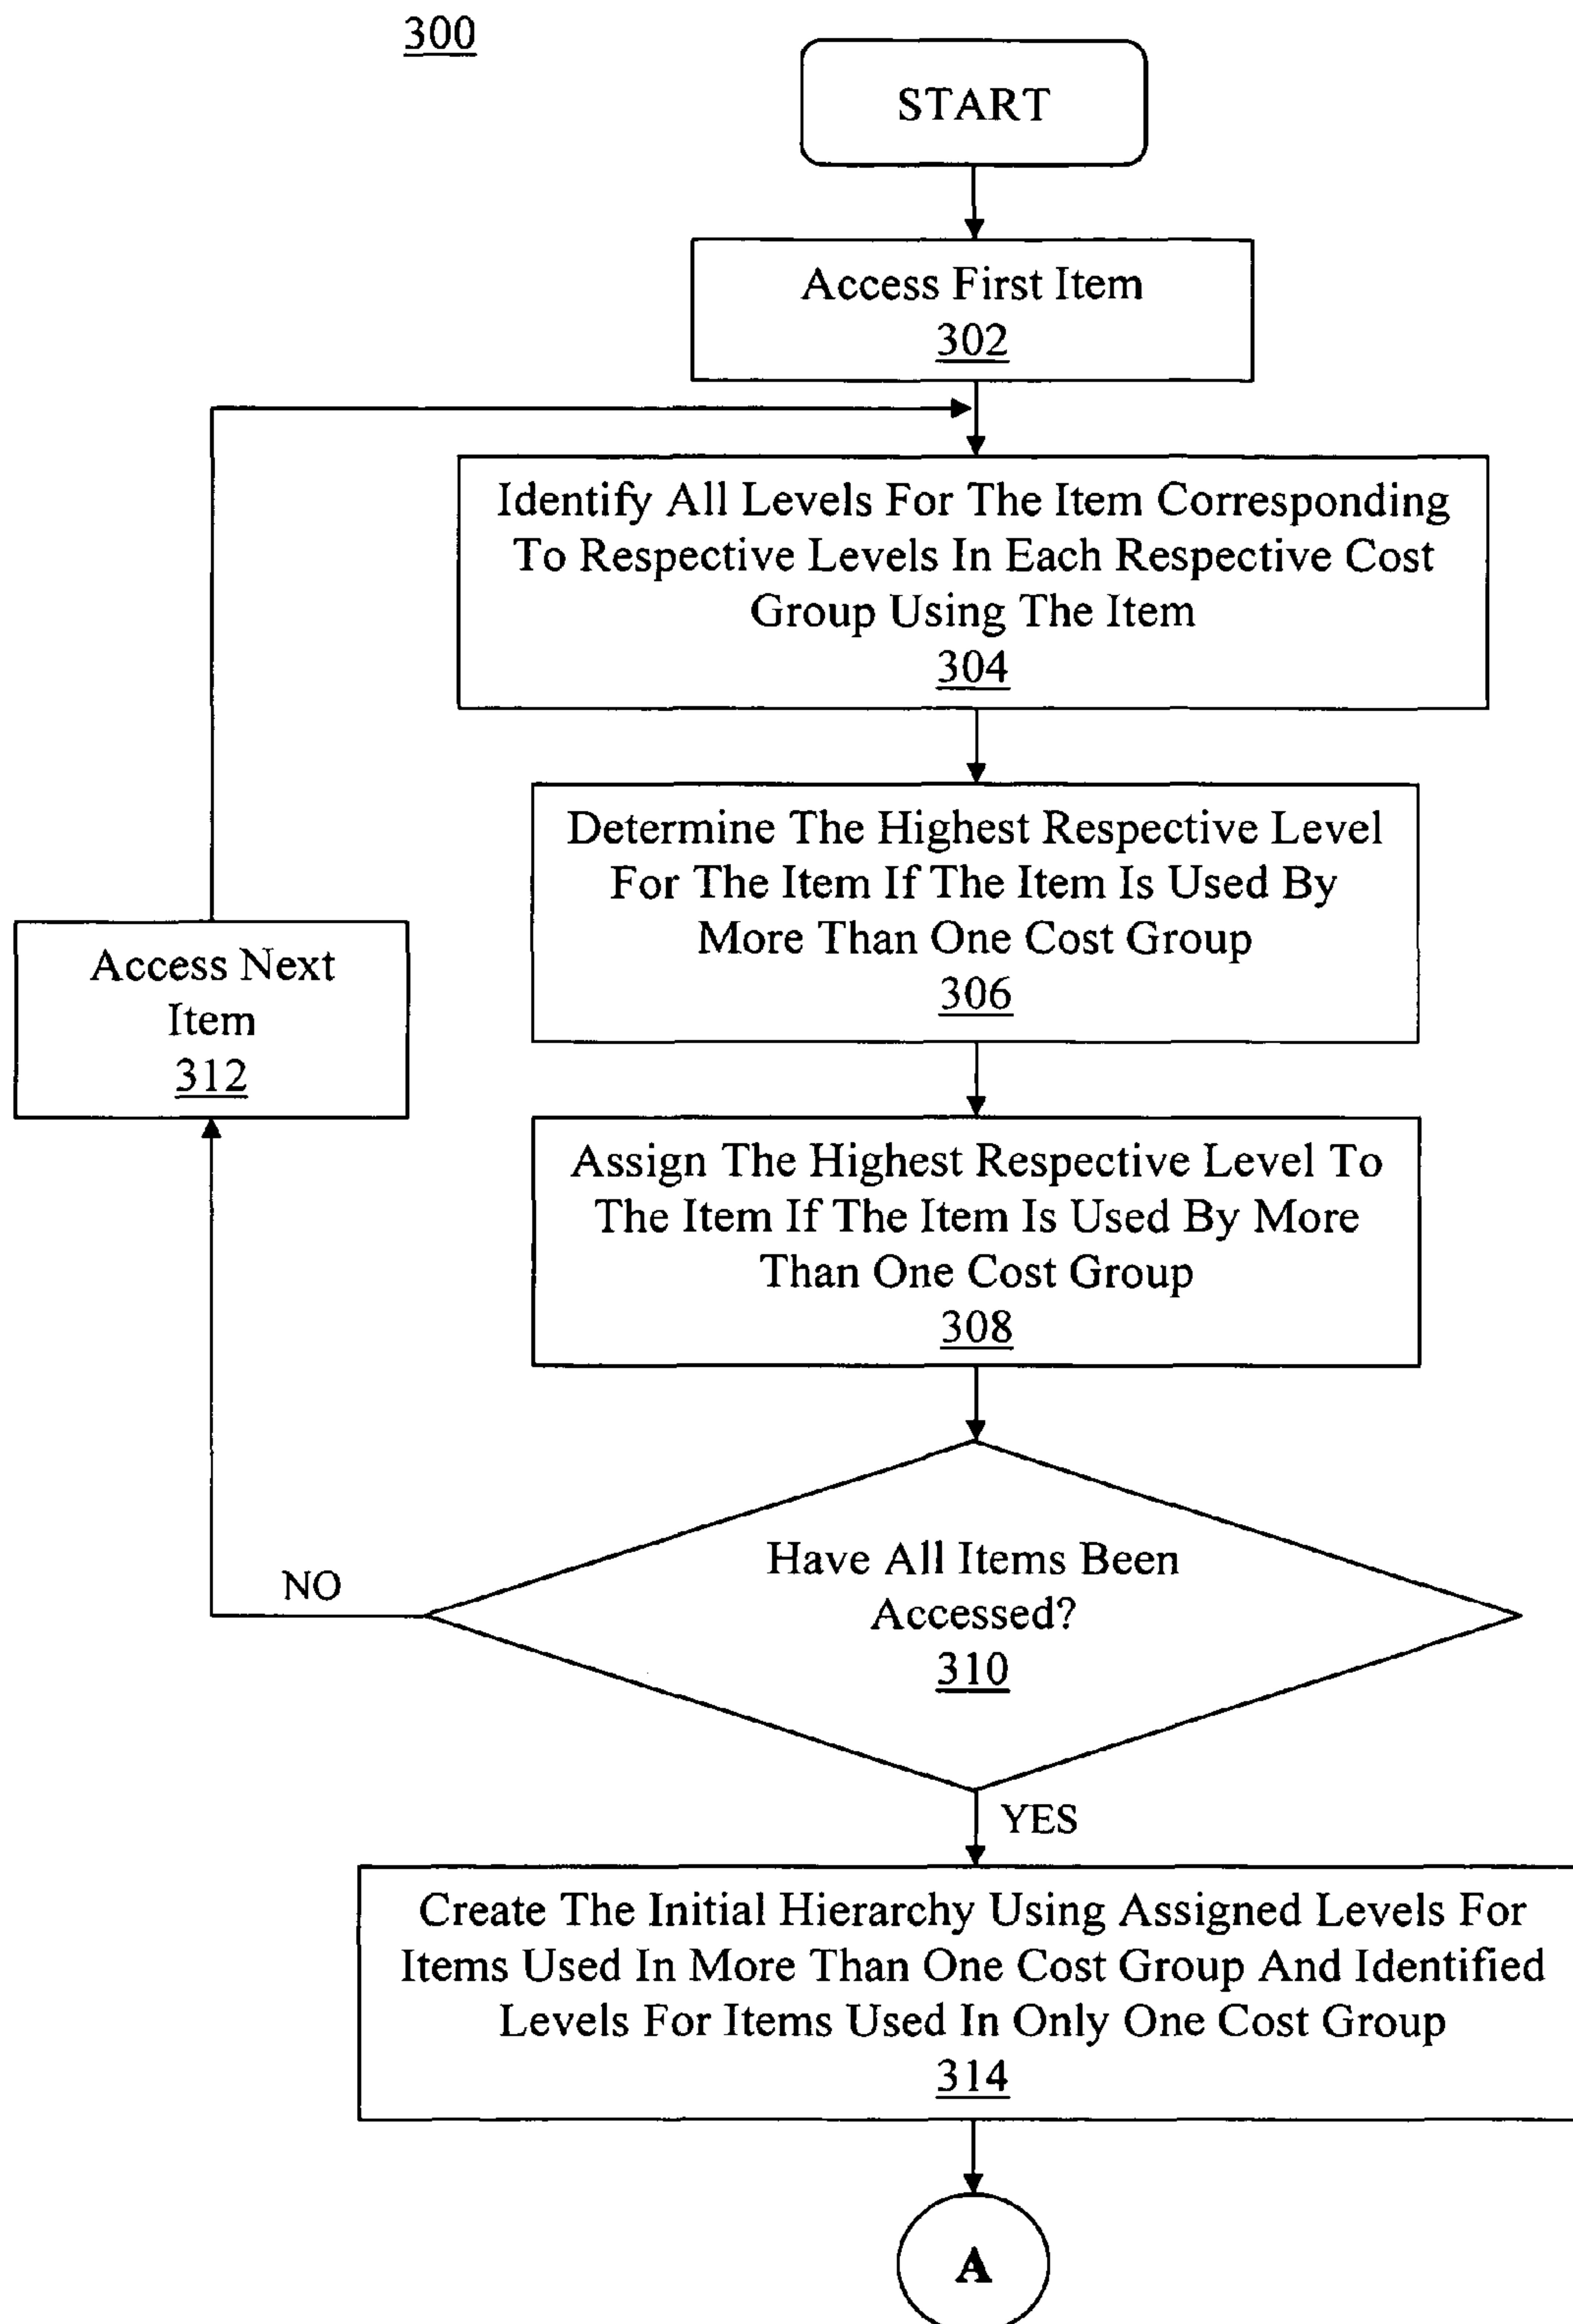 300
START
Access First Item
302
Identify All Levels For The Item Corresponding
To Respective Levels In Each Respective Cost
Group Using The Item
304
Determine The Highest Respective Level
For The Item If The Item Is Used By
More Than One Cost Group
306
Access Next
Item
312
Assign The Highest Respective Level To
The Item If The Item Is Used By More
Than One Cost Group
308
Have All Items Been
Accessed?
310
NO
YES
Create The Initial Hierarchy Using Assigned Levels For
Items Used In More Than One Cost Group And Identified
Levels For Items Used In Only One Cost Group
314
A